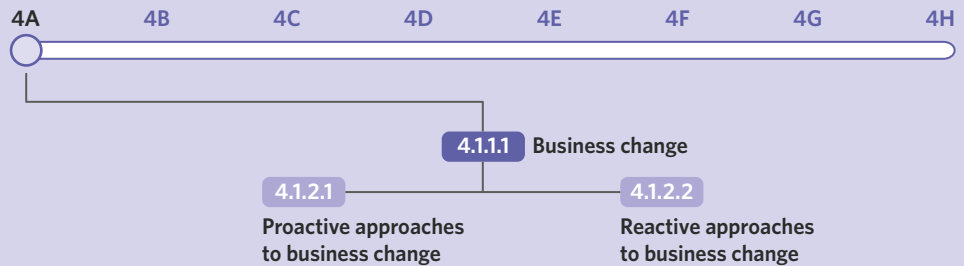 4A 4B 4C 4D 4E 4F 4G 4H
4.1.1.1 Business change
4.1.2.1 4.1.2.2
Proactive approaches
to business change
Reactive approaches
to business change